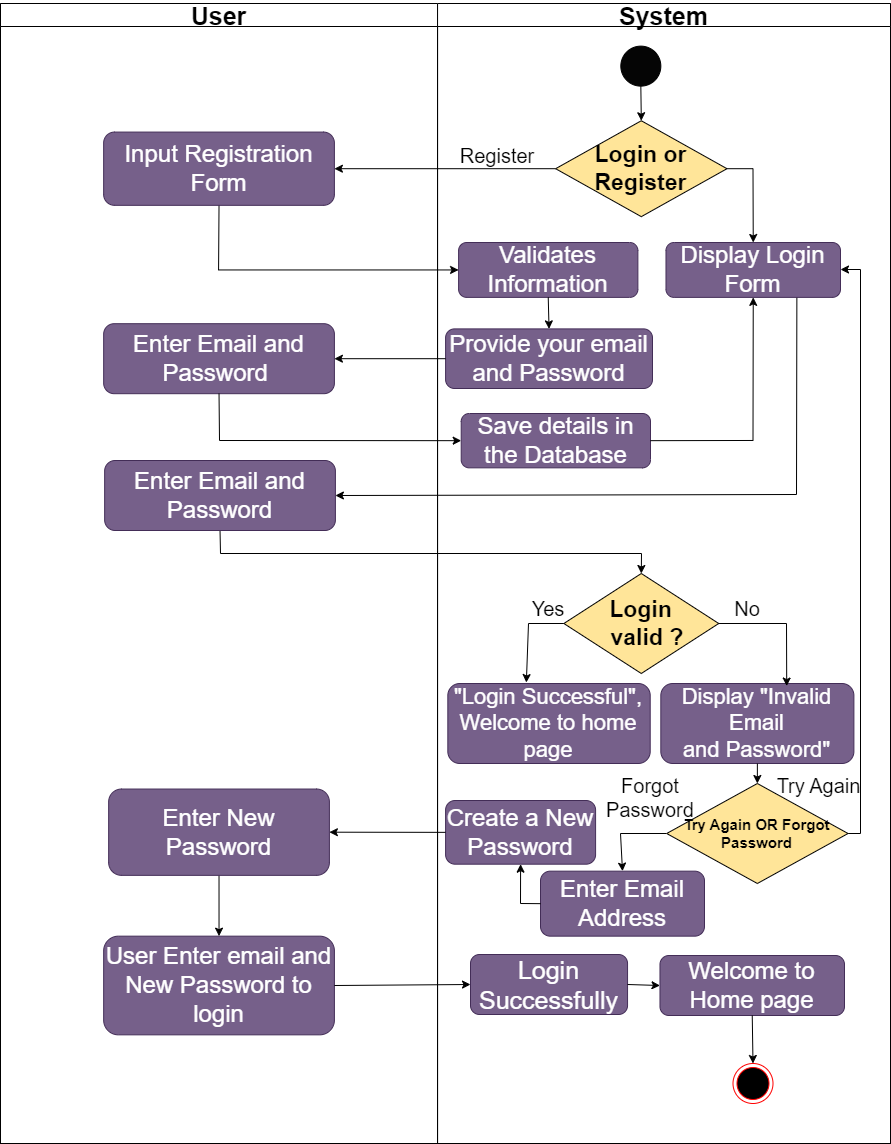 User
System
Login or
Register
Register
Input Registration
Form
Validates
Information
Display Login
Form
Provide your email
and Password
Enter Email and
Password
Save details in
the Database
Enter Email and
Password
Login
valid ?
Yes
No
"Login Successful",
Welcome to home
page
Display "Invalid
Email
and Password"
Try Again OR Forgot
Password
Forgot
Password
Try Again
Enter Email
Address
Create a New
Password
Enter New
Password
User Enter email and
New Password to
login
Login
Successfully
Welcome to
Home page